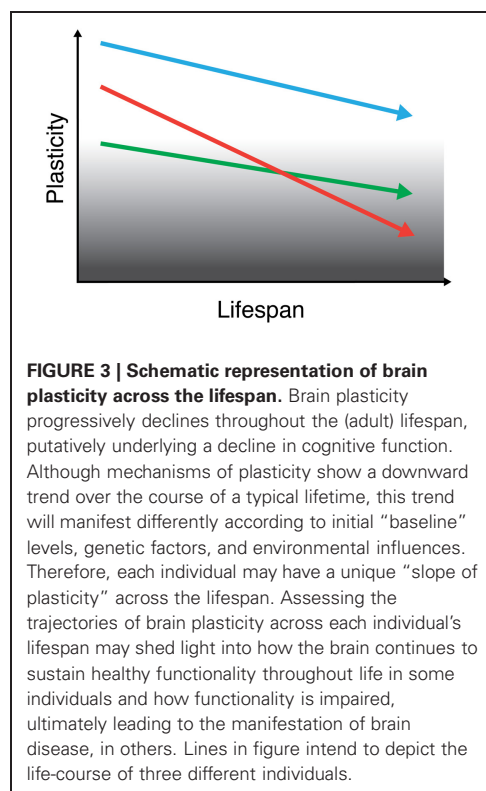 Plasticity
Lifespan
FIGURE 3 | Schematic representation of brain
plasticity across the lifespan. Brain plasticity
progressively declines throughout the (adult) lifespan,
putatively underlying a decline in cognitive function.
Although mechanisms of plasticity show a downward
trend over the course of a typical lifetime, this trend
will manifest differently according to initial “baseline”
levels, genetic factors, and environmental influences.
Therefore, each individual may have a unique “slope of
plasticity” across the lifespan. Assessing the
trajectories of brain plasticity across each individual’s
lifespan may shed light into how the brain continues to
sustain healthy functionality throughout life in some
individuals and how functionality is impaired,
ultimately leading to the manifestation of brain
disease, in others. Lines in figure intend to depict the
life-course of three different individuals.